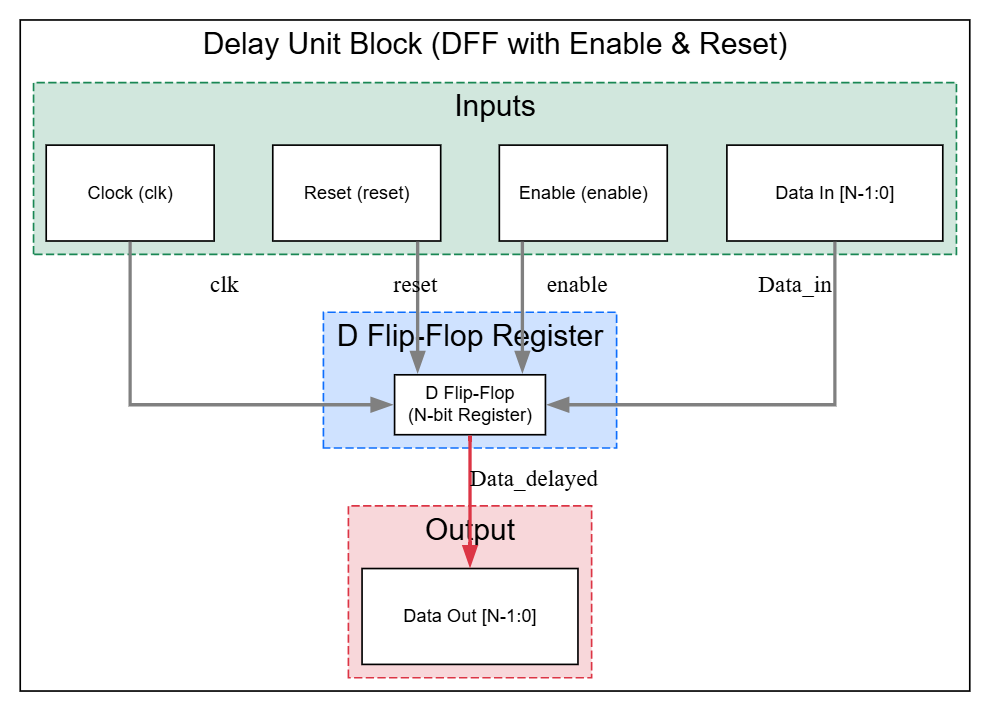 Delay Unit Block (DFF with Enable & Reset)
Inputs
Clock (clk)
Reset (reset)
Enable (enable)
Data In [N-1:0]
clk
reset
enable
Data_in
D Flip-Flop Register
D Flip-Flop
(N-bit Register)
Data_delayed
Output
Data Out [N-1:0]